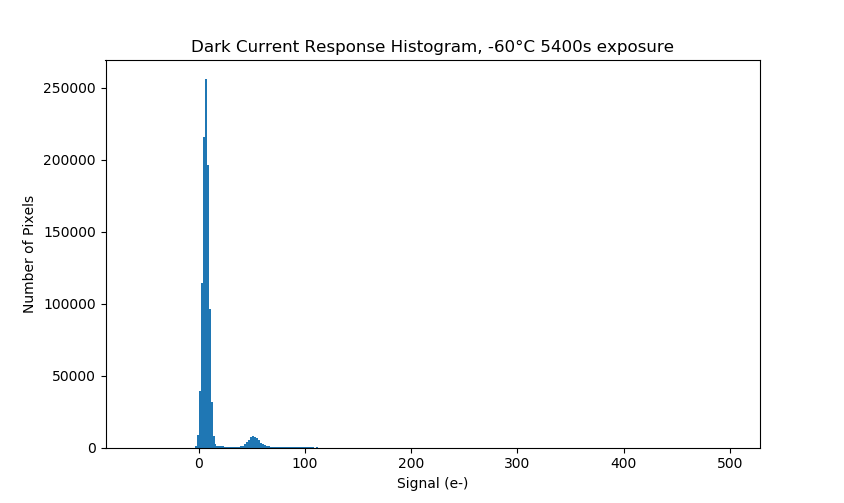 Dark Current Response Histogram, -60°C 5400s exposure
250000
200000
150000
100000
50000
0
Number of Pixels
0 100 200 300 400 500
Signal (e-)